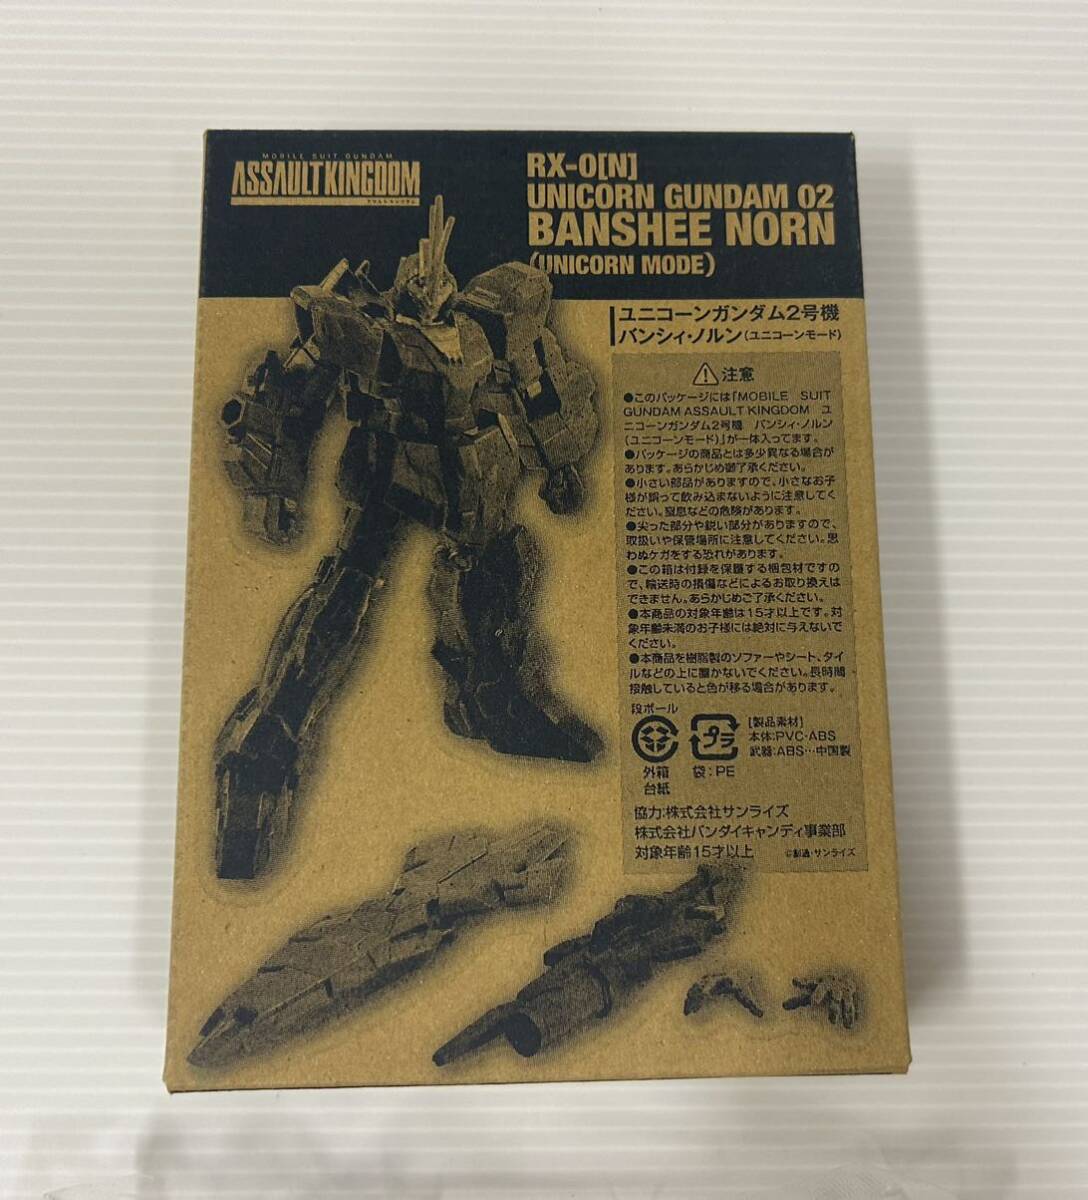 MOBILE SUIT GUNDAM
ASSAULT KINGDOM
アサルトキングダム
RX-0[N]
UNICORN GUNDAM 02
BANSHEE NORN
(UNICORN MODE)
ユニコーンガンダム2号機
バンシィ・ノルン(ユニコーンモード)
注意
●このパッケージには「MOBILE SUIT
GUNDAM ASSAULT KINGDOM ユ
ニコーンガンダム2号機 バンシィ・ノルン
(ユニコーンモード)」が一体入ってます。
●パッケージの商品とは多少異なる場合が
あります。あらかじめ御了承ください。
●小さい部品がありますので、小さなお子
様が誤って飲み込まないように注意してく
ださい。窒息などの危険があります。
●尖った部分や鋭い部分がありますので、
取扱いや保管場所に注意してください。思
わぬケガをする恐れがあります。
●この箱は付録を保護する梱包材ですの
で、輸送時の損傷などによるお取り換えは
できません。あらかじめご了承ください。
●本商品の対象年齢は15才以上です。対
象年齢未満のお子様には絶対に与えないで
ください。
●本商品を樹脂製のソファーやシート、タイ
ルなどの上に置かないでください。長時間
接触していると色が移る場合があります。
段ボール
プラ
[製品素材]
本体:PVC・ABS
武器:ABS…中国製
外箱 袋:PE
台紙
協力:株式会社サンライズ
株式会社バンダイキャンディ事業部
対象年齢15才以上 ©創通・サンライズ